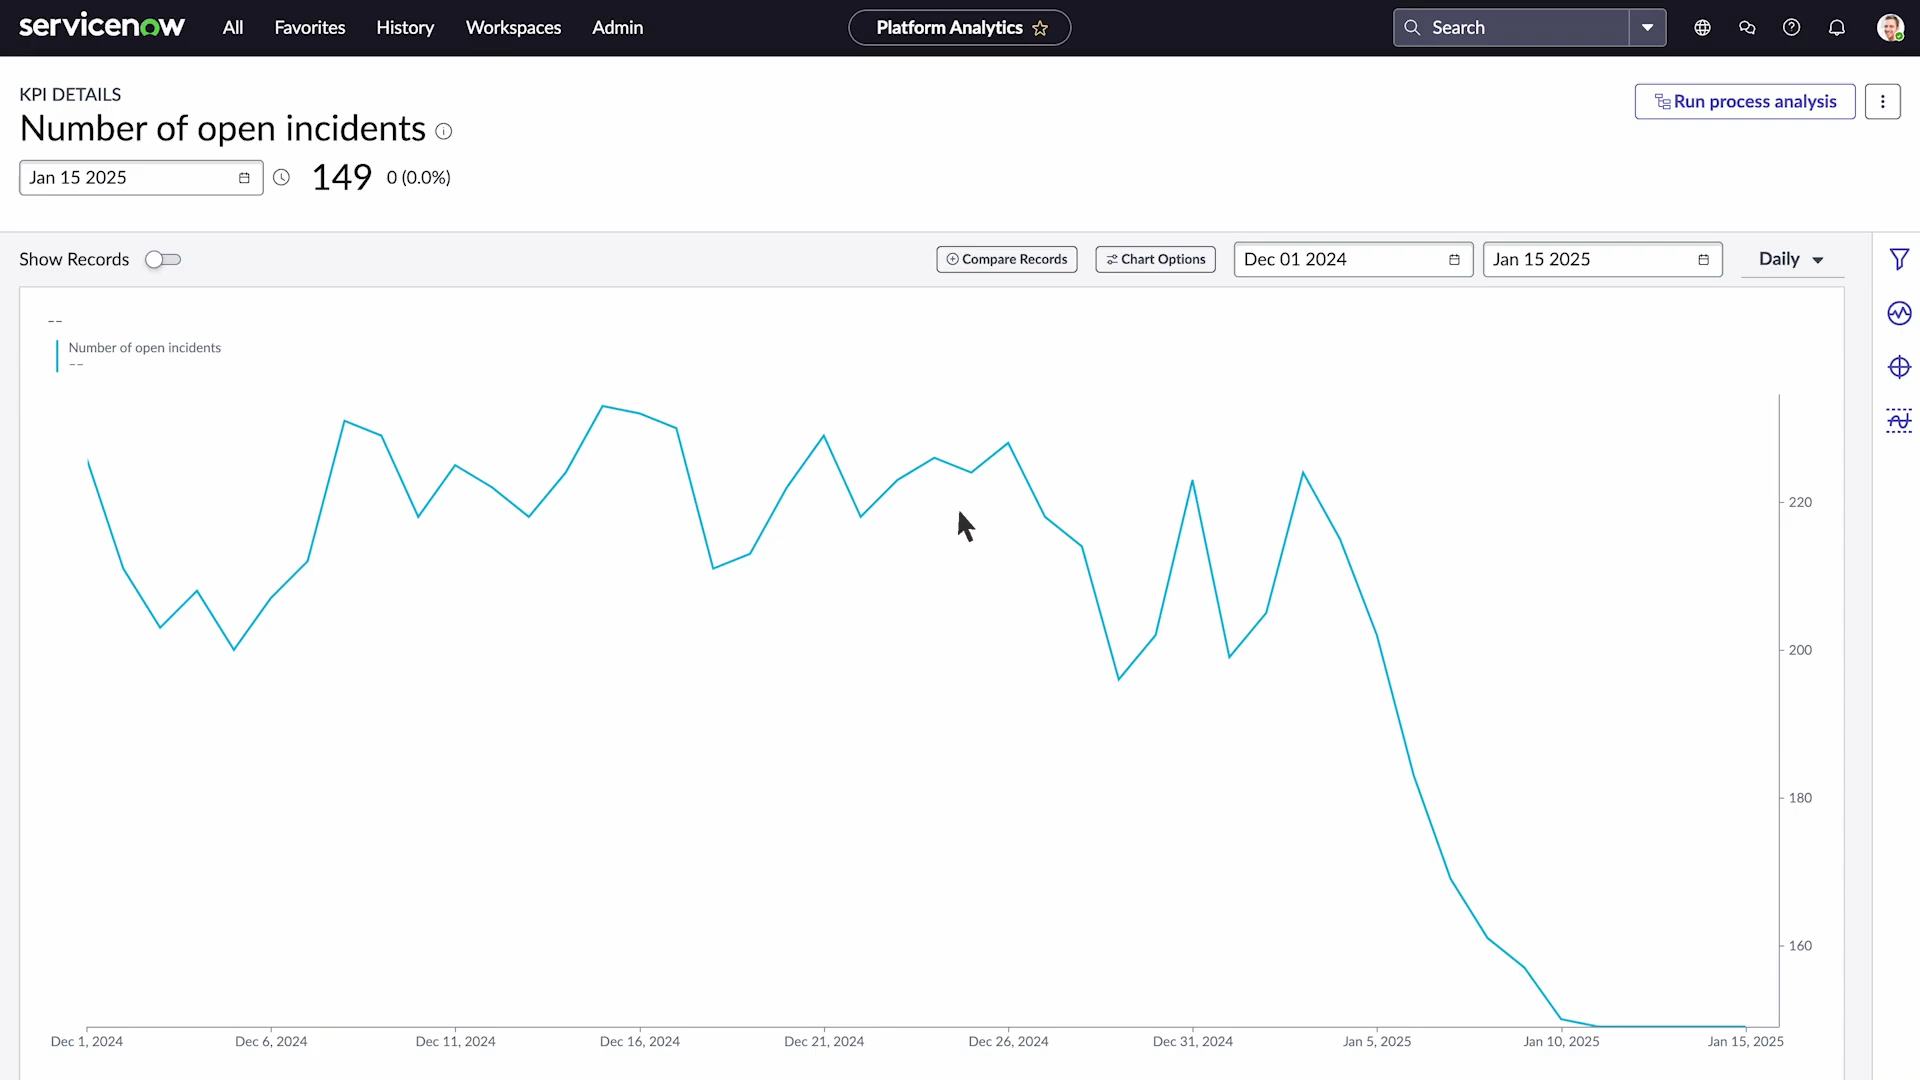 servicenow All Favorites History Workspaces Admin Platform Analytics Search
KPI DETAILS
Run process analysis
Number of open incidents
Jan 15 2025 149 0 (0.0%)
Show Records Compare Records Chart Options Dec 01 2024 Jan 15 2025 Daily
--
Number of open incidents
--
220
200
180
160
Dec 1, 2024 Dec 6, 2024 Dec 11, 2024 Dec 16, 2024 Dec 21, 2024 Dec 26, 2024 Dec 31, 2024 Jan 5, 2025 Jan 10, 2025 Jan 15, 2025